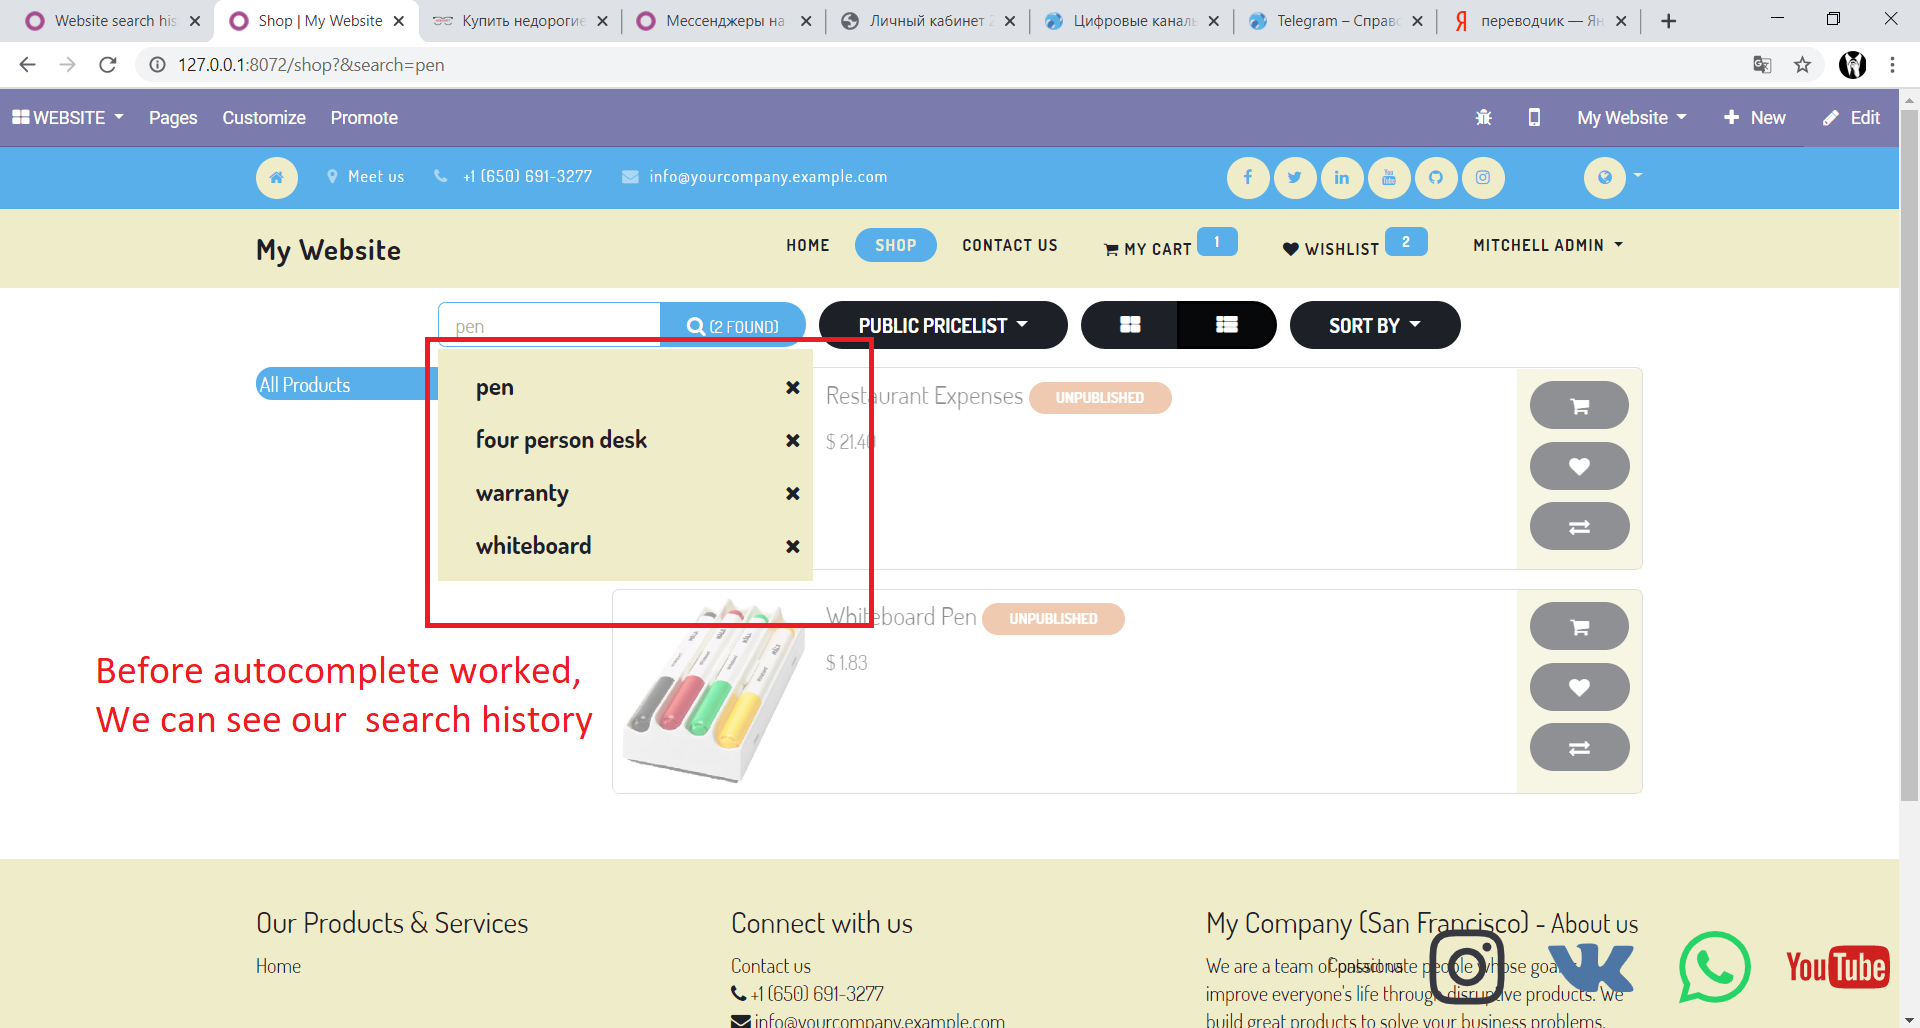 Website search his
Shop | My Website
Купить недорогие
Мессенджеры на
Личный кабинет 2
Цифровые каналь
Telegram – Справо
Я переводчик — Ян
127.0.0.1:8072/shop?&search=pen
WEBSITE Pages Customize Promote My Website New Edit
Meet us +1 (650) 691-3277 info@yourcompany.example.com
My Website HOME SHOP CONTACT US MY CART 1 WISHLIST 2 MITCHELL ADMIN
pen (2 FOUND) PUBLIC PRICELIST SORT BY
All Products
pen
four person desk
warranty
whiteboard
Restaurant Expenses UNPUBLISHED
$ 21.40
Whiteboard Pen UNPUBLISHED
$ 1.83
Before autocomplete worked,
We can see our search history
Our Products & Services
Home
Connect with us
Contact us
+1 (650) 691-3277
info@yourcompany.example.com
My Company (San Francisco) - About us
We are a team of passionate people whose goal
improve everyone's life through disruptive products. We
build great products to solve your business problems.
Contact us
YouTube